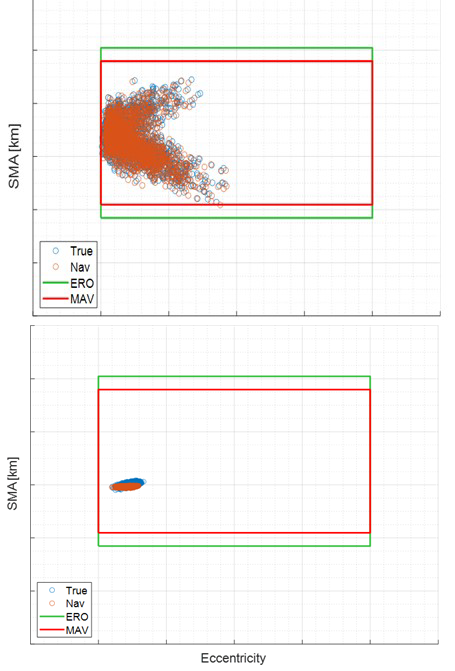 SMA [km]
True
Nav
ERO
MAV
SMA[km]
True
Nav
ERO
MAV
Eccentricity